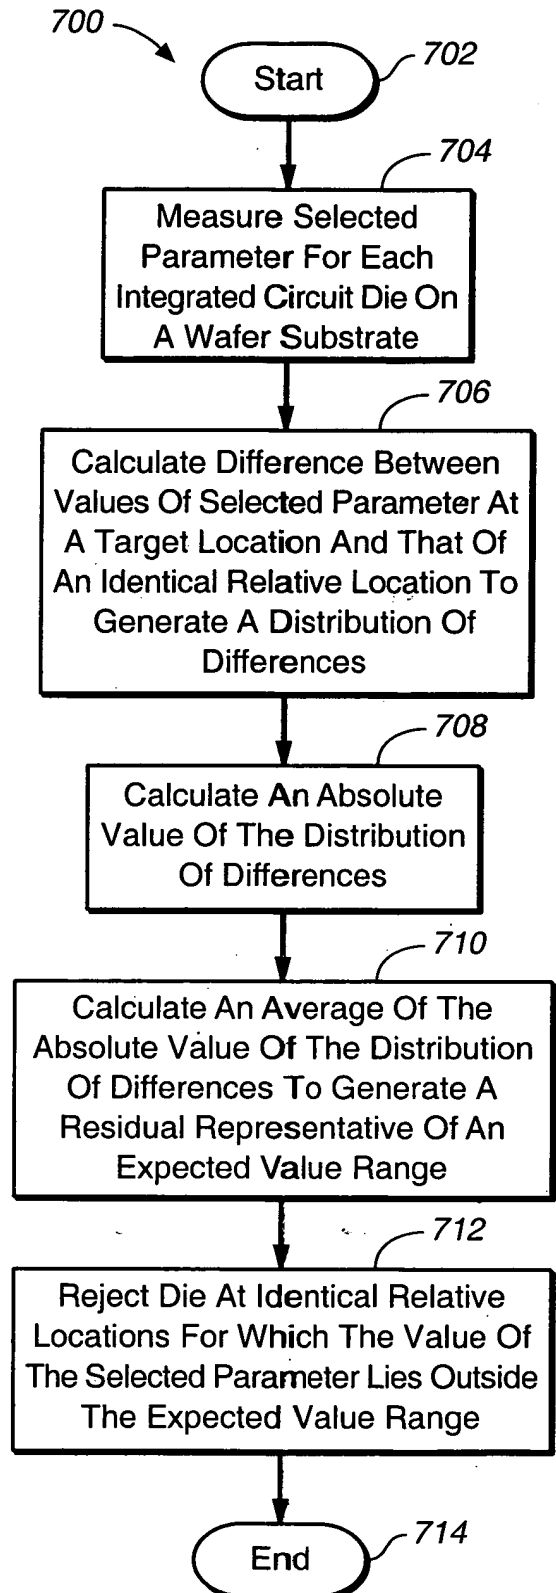 700
702
Start
704
Measure Selected
Parameter For Each
Integrated Circuit Die On
A Wafer Substrate
706
Calculate Difference Between
Values Of Selected Parameter At
A Target Location And That Of
An Identical Relative Location To
Generate A Distribution Of
Differences
708
Calculate An Absolute
Value Of The Distribution
Of Differences
710
Calculate An Average Of The
Absolute Value Of The Distribution
Of Differences To Generate A
Residual Representative Of An
Expected Value Range
712
Reject Die At Identical Relative
Locations For Which The Value Of
The Selected Parameter Lies Outside
The Expected Value Range
714
End